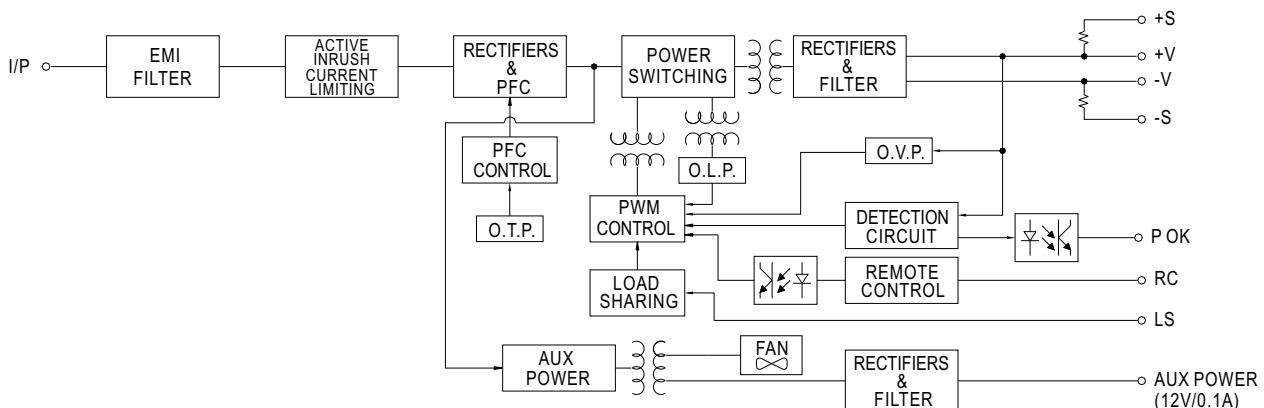 I/P
EMI
FILTER
ACTIVE
INRUSH
CURRENT
LIMITING
RECTIFIERS
&
PFC
POWER
SWITCHING
RECTIFIERS
&
FILTER
+S
+V
-V
-S
PFC
CONTROL
O.L.P.
O.V.P.
O.T.P.
PWM
CONTROL
DETECTION
CIRCUIT
P OK
LOAD
SHARING
REMOTE
CONTROL
RC
LS
AUX
POWER
FAN
RECTIFIERS
&
FILTER
AUX POWER
(12V/0.1A)